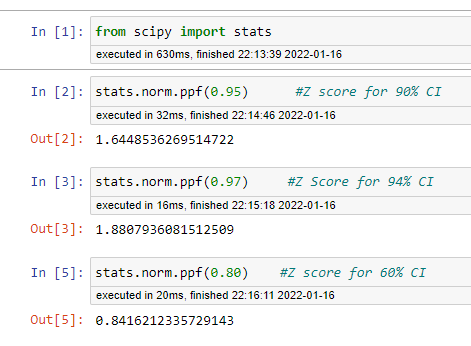 In [1]: from scipy import stats
executed in 630ms, finished 22:13:39 2022-01-16
In [2]: stats.norm.ppf(0.95) #Z score for 90% CI
executed in 32ms, finished 22:14:46 2022-01-16
Out[2]: 1.6448536269514722
In [3]: stats.norm.ppf(0.97) #Z Score for 94% CI
executed in 16ms, finished 22:15:18 2022-01-16
Out[3]: 1.8807936081512509
In [5]: stats.norm.ppf(0.80) #Z score for 60% CI
executed in 20ms, finished 22:16:11 2022-01-16
Out[5]: 0.8416212335729143